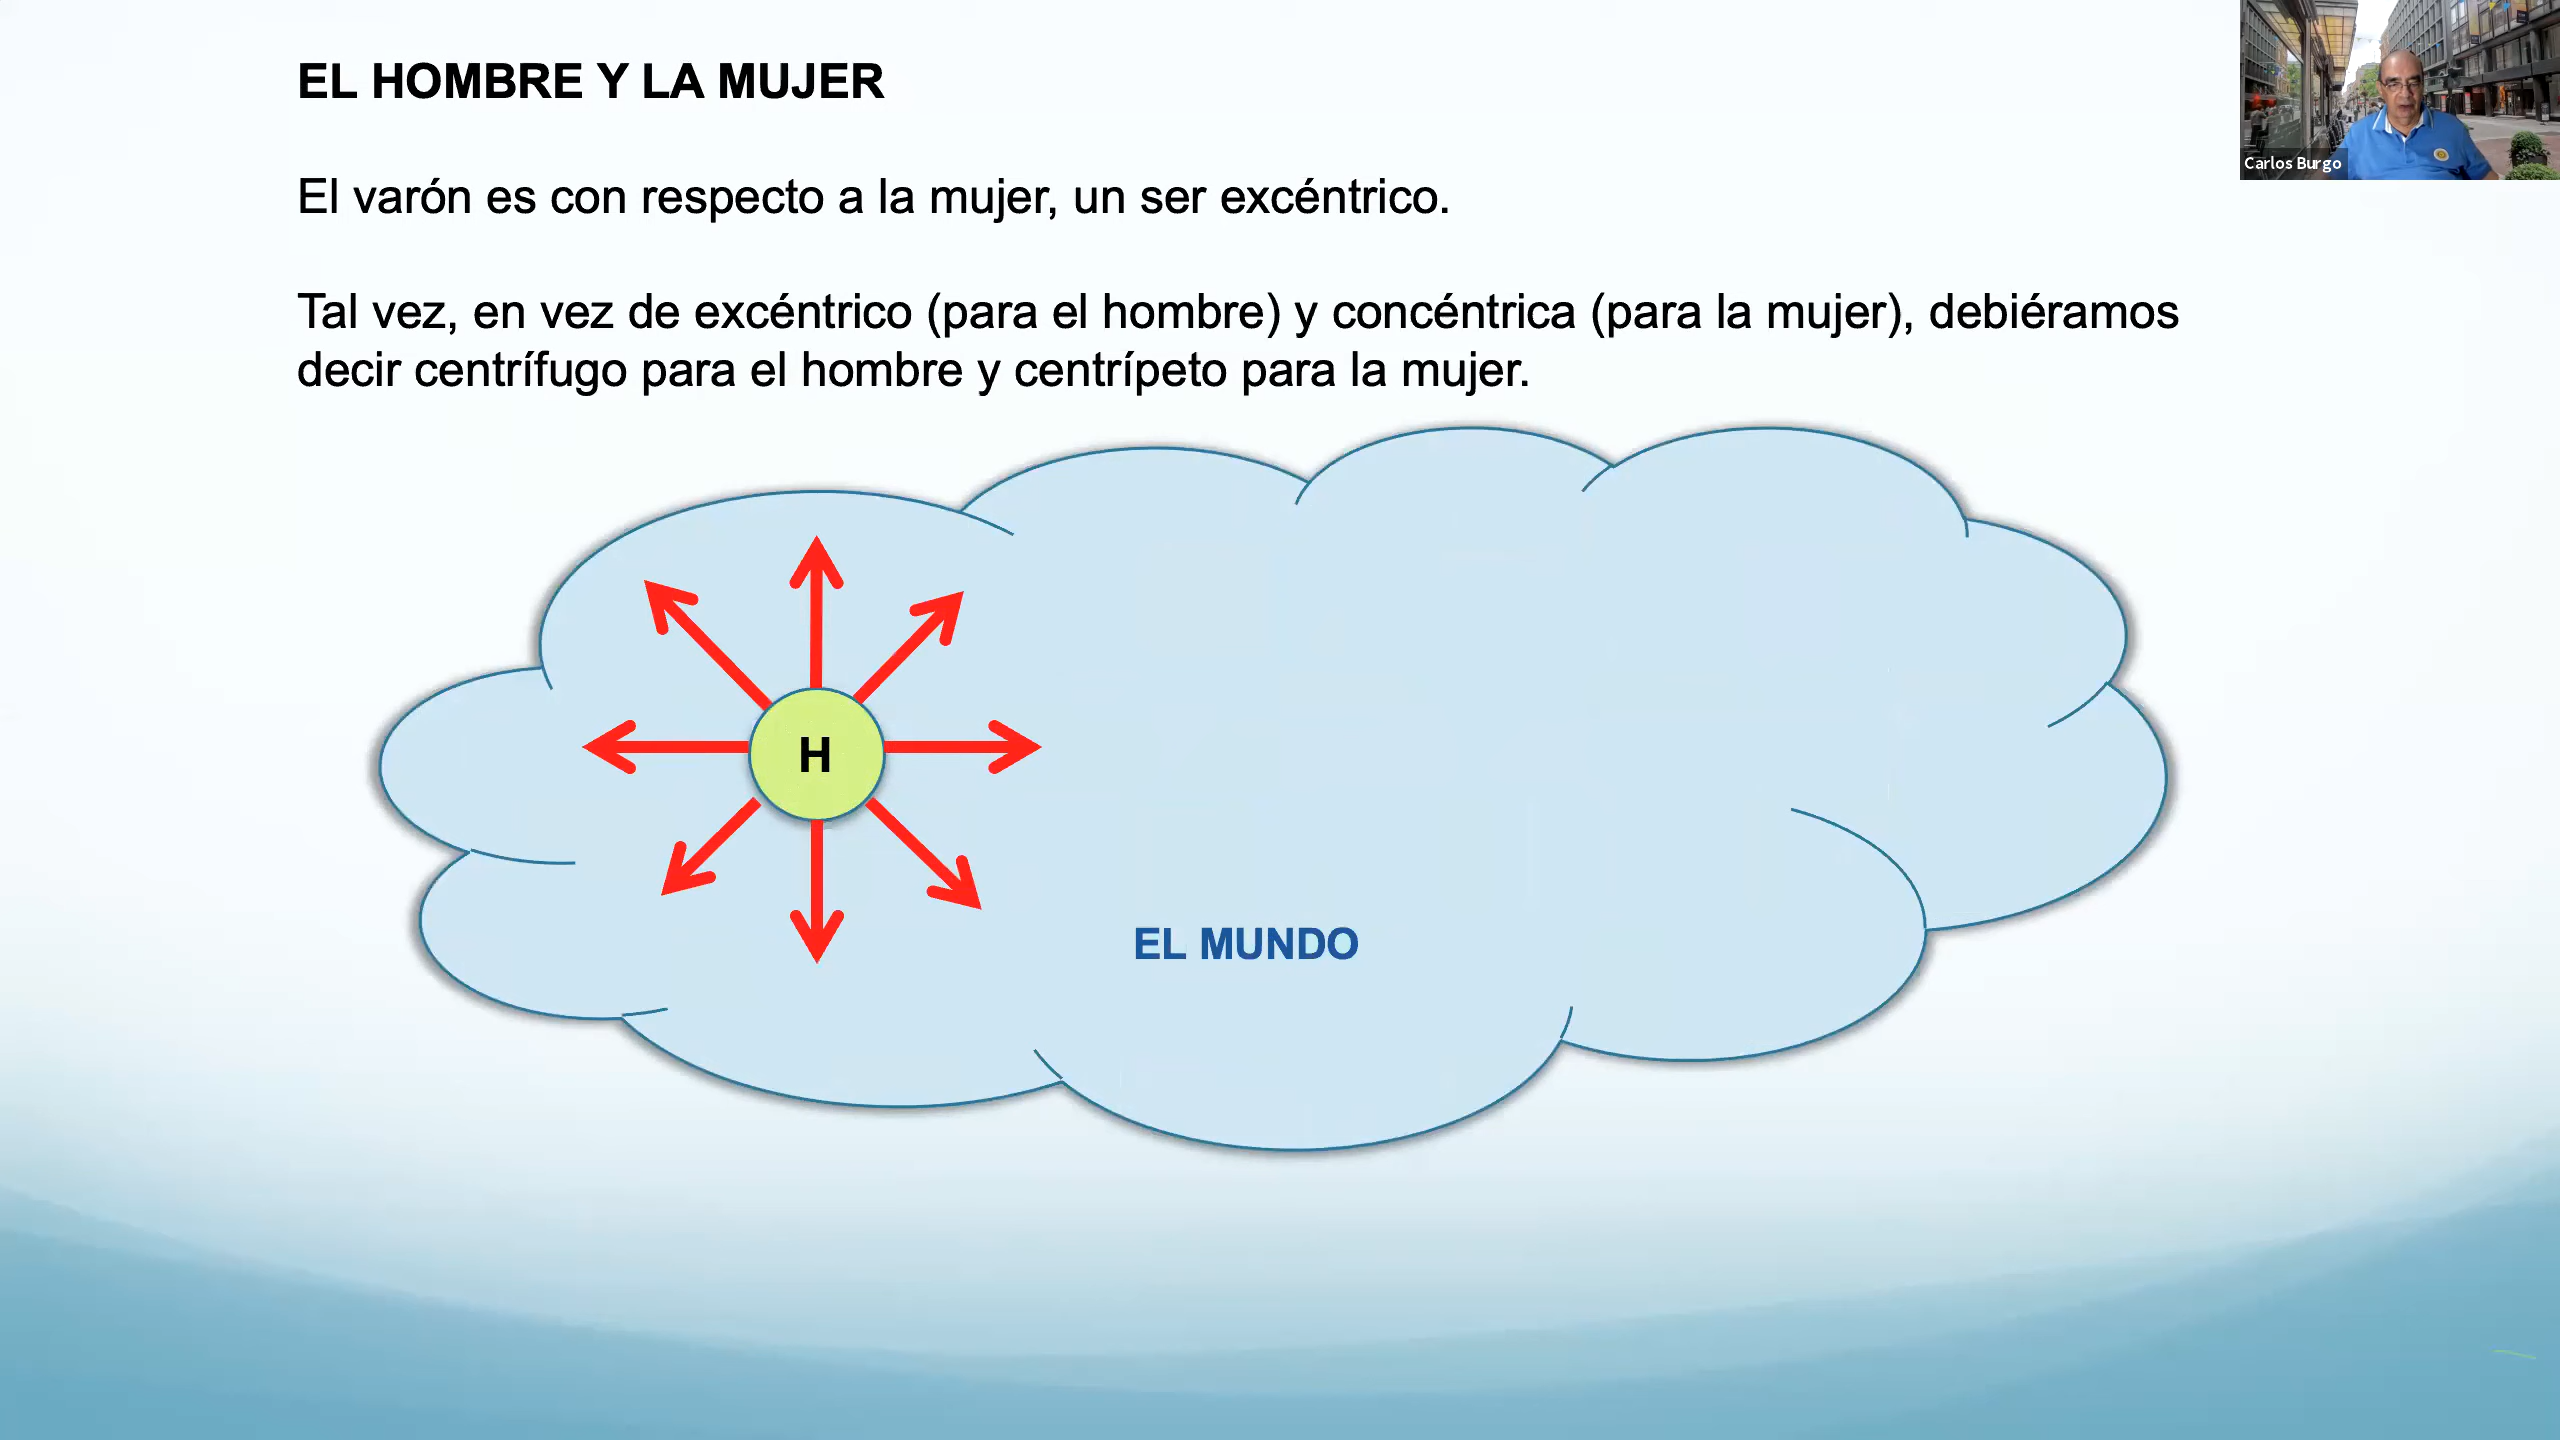 EL HOMBRE Y LA MUJER
El varón es con respecto a la mujer, un ser excéntrico.
Tal vez, en vez de excéntrico (para el hombre) y concéntrica (para la mujer), debiéramos
decir centrífugo para el hombre y centrípeto para la mujer.
H
EL MUNDO
Carlos Burgo